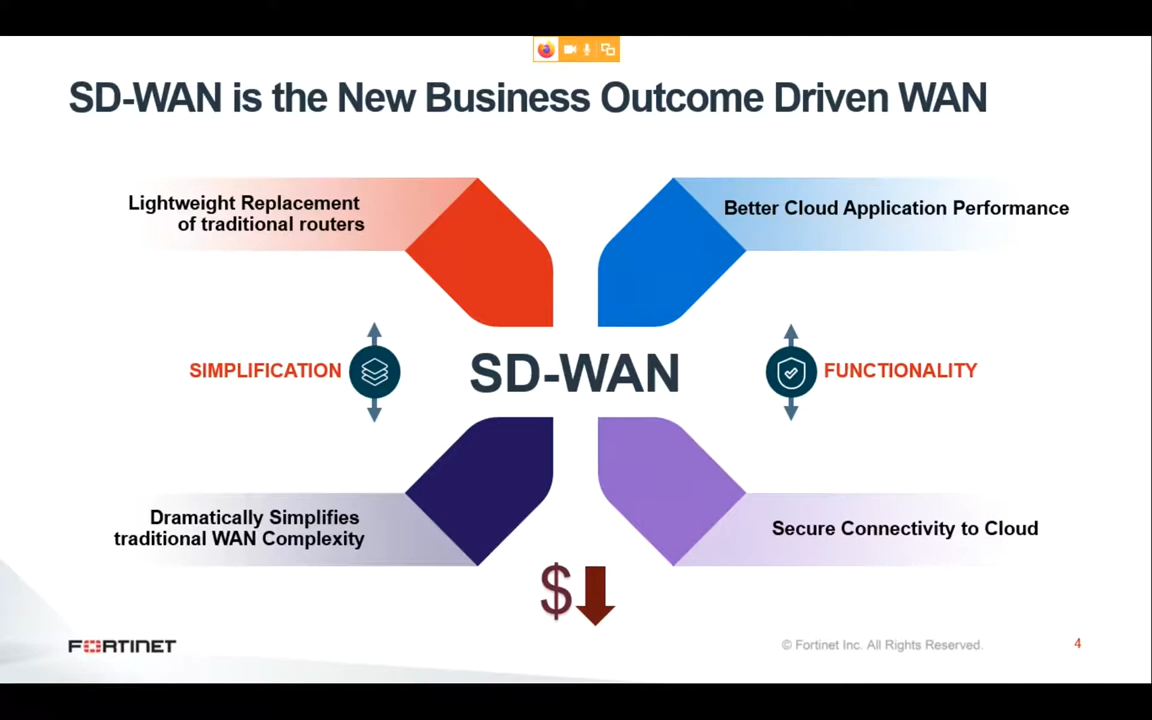 SD-WAN is the New Business Outcome Driven WAN
Lightweight Replacement
of traditional routers
Better Cloud Application Performance
SIMPLIFICATION
SD-WAN
FUNCTIONALITY
Dramatically Simplifies
traditional WAN Complexity
Secure Connectivity to Cloud
$
FORTINET
© Fortinet Inc. All Rights Reserved.
4